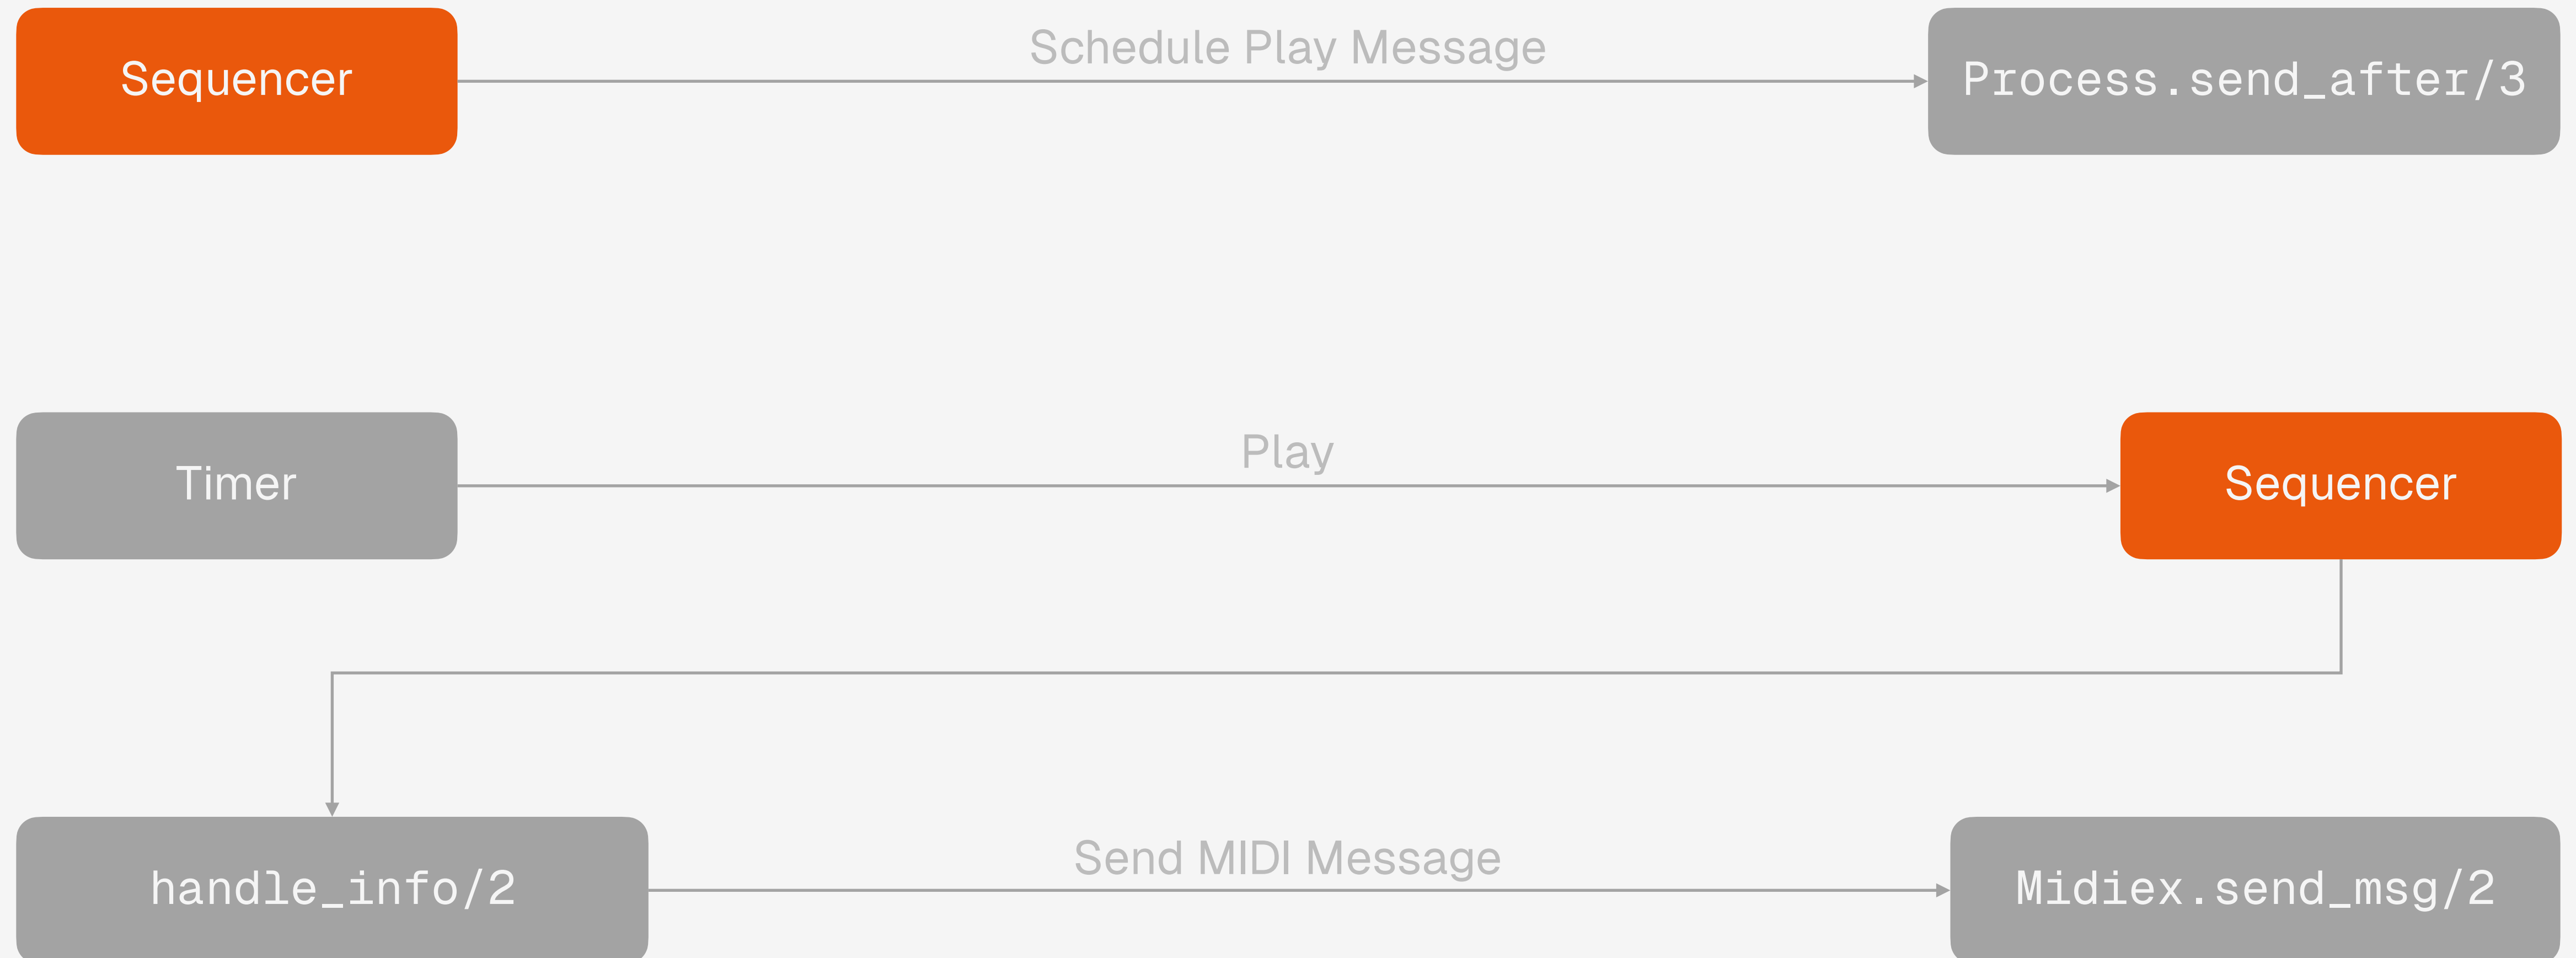 Sequencer
Schedule Play Message
Process.send_after/3
Timer
Play
Sequencer
handle_info/2
Send MIDI Message
Midiex.send_msg/2